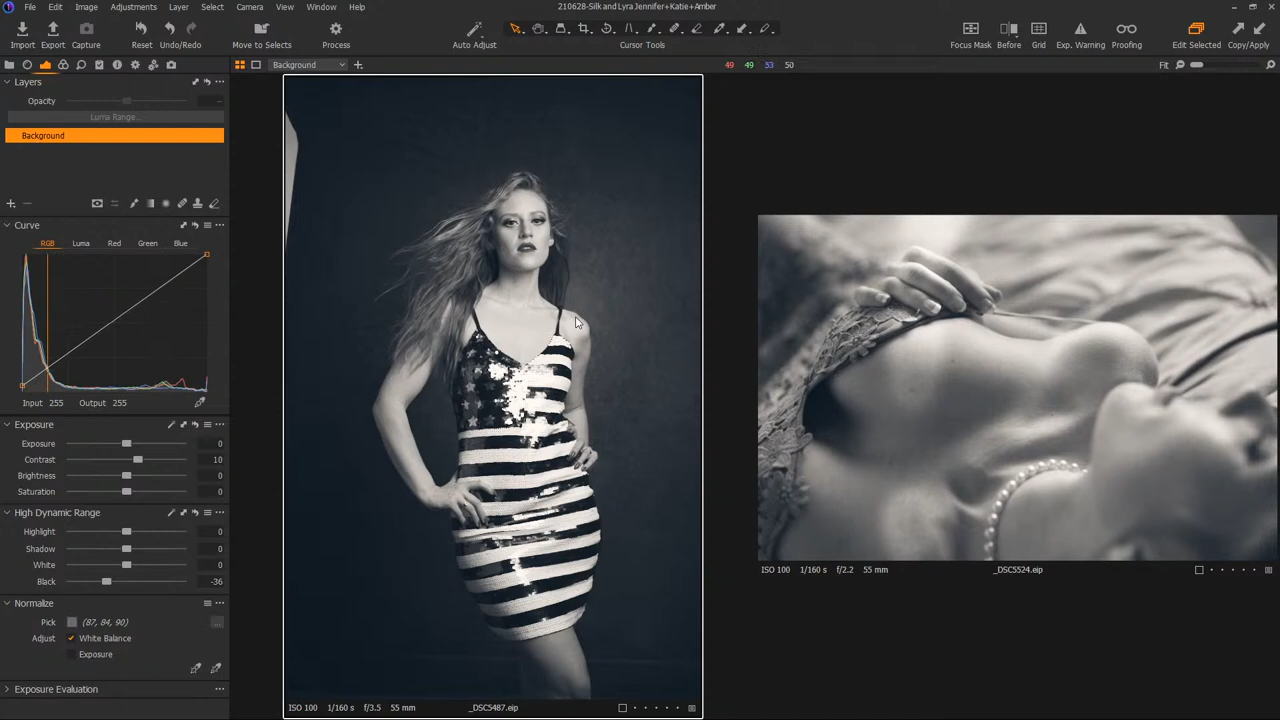 File Edit Image Adjustments Layer Select Camera View Window Help
210628-Silk and Lyra Jennifer+Katie+Amber
Import Export Capture Reset Undo/Redo Move to Selects Process Auto Adjust Cursor Tools Focus Mask Before Grid Exp. Warning Proofing Edit Selected Copy/Apply
Background
49 49 53 50
Fit
Layers
Opacity
Luma Range...
Background
Curve
RGB Luma Red Green Blue
Input 255 Output 255
Exposure
Exposure 0
Contrast 10
Brightness 0
Saturation 0
High Dynamic Range
Highlight 0
Shadow 0
White 0
Black -36
Normalize
Pick (87, 84, 90) ...
Adjust White Balance
Exposure
Exposure Evaluation
ISO 100 1/160 s f/3.5 55 mm _DSC5487.eip
ISO 100 1/160 s f/2.2 55 mm _DSC5524.eip